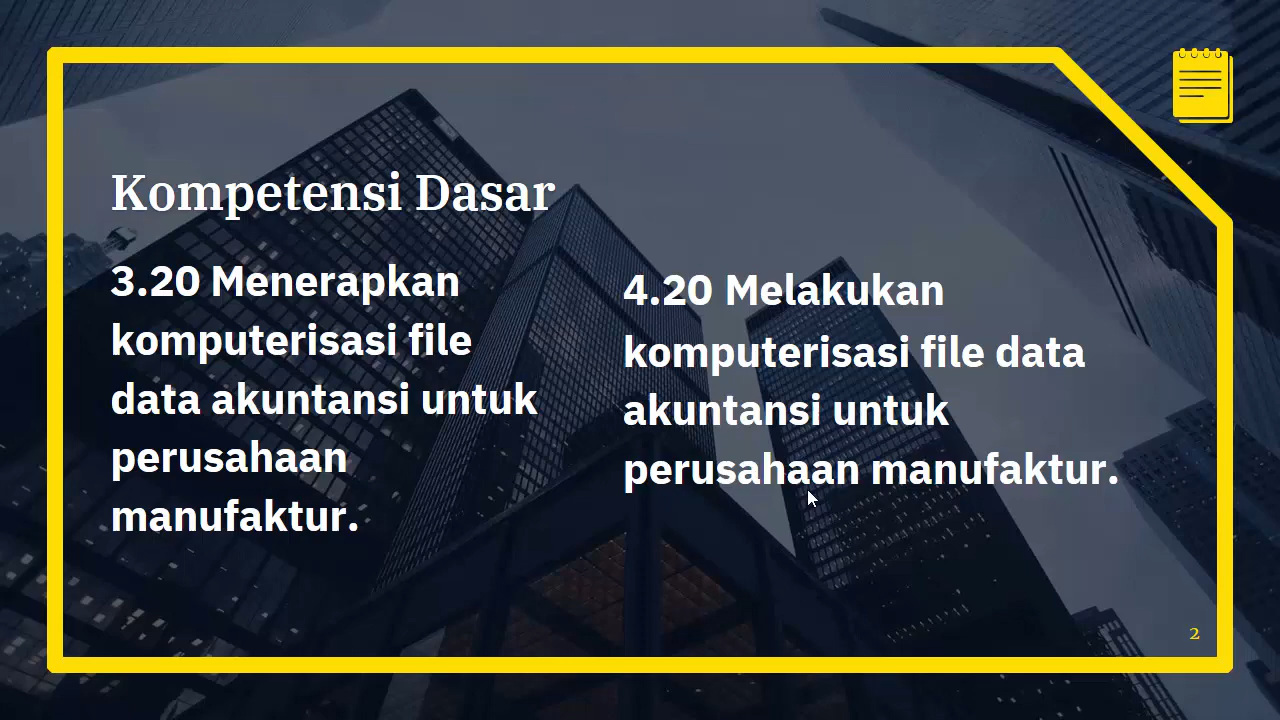 Kompetensi Dasar
3.20 Menerapkan
komputerisasi file
data akuntansi untuk
perusahaan
manufaktur.
4.20 Melakukan
komputerisasi file data
akuntansi untuk
perusahaan manufaktur.
2